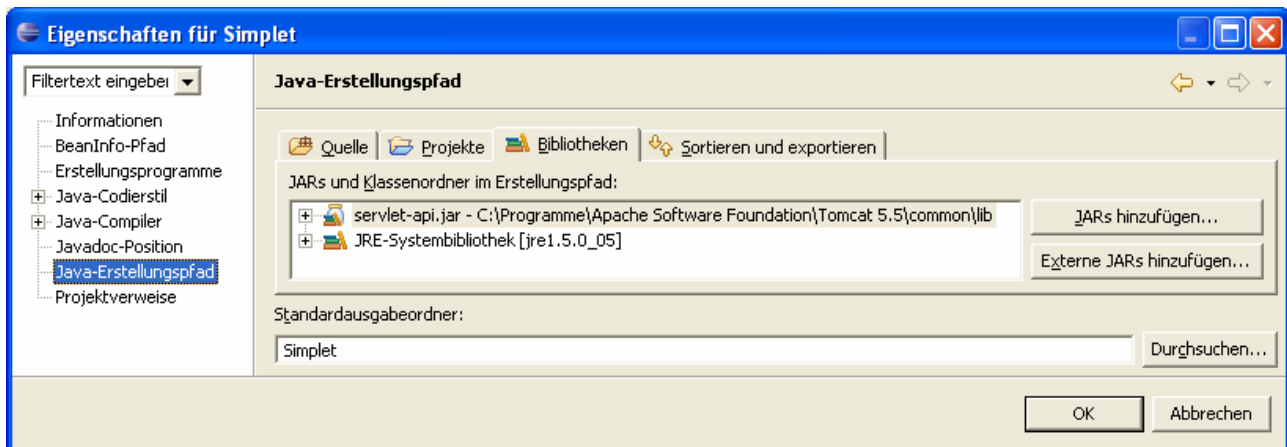 Eigenschaften für Simplet
Filtertext eingebei
Java-Erstellungspfad
Informationen
BeanInfo-Pfad
Erstellungsprogramme
Java-Codierstil
Java-Compiler
Javadoc-Position
Java-Erstellungspfad
Projektverweise
Quelle Projekte Bibliotheken Sortieren und exportieren
JARs und Klassenordner im Erstellungspfad:
servlet-api.jar - C:\Programme\Apache Software Foundation\Tomcat 5.5\common\lib
JRE-Systembibliothek [jre1.5.0_05]
JARs hinzufügen...
Externe JARs hinzufügen...
Standardausgabeordner:
Simplet
Durchsuchen...
OK Abbrechen